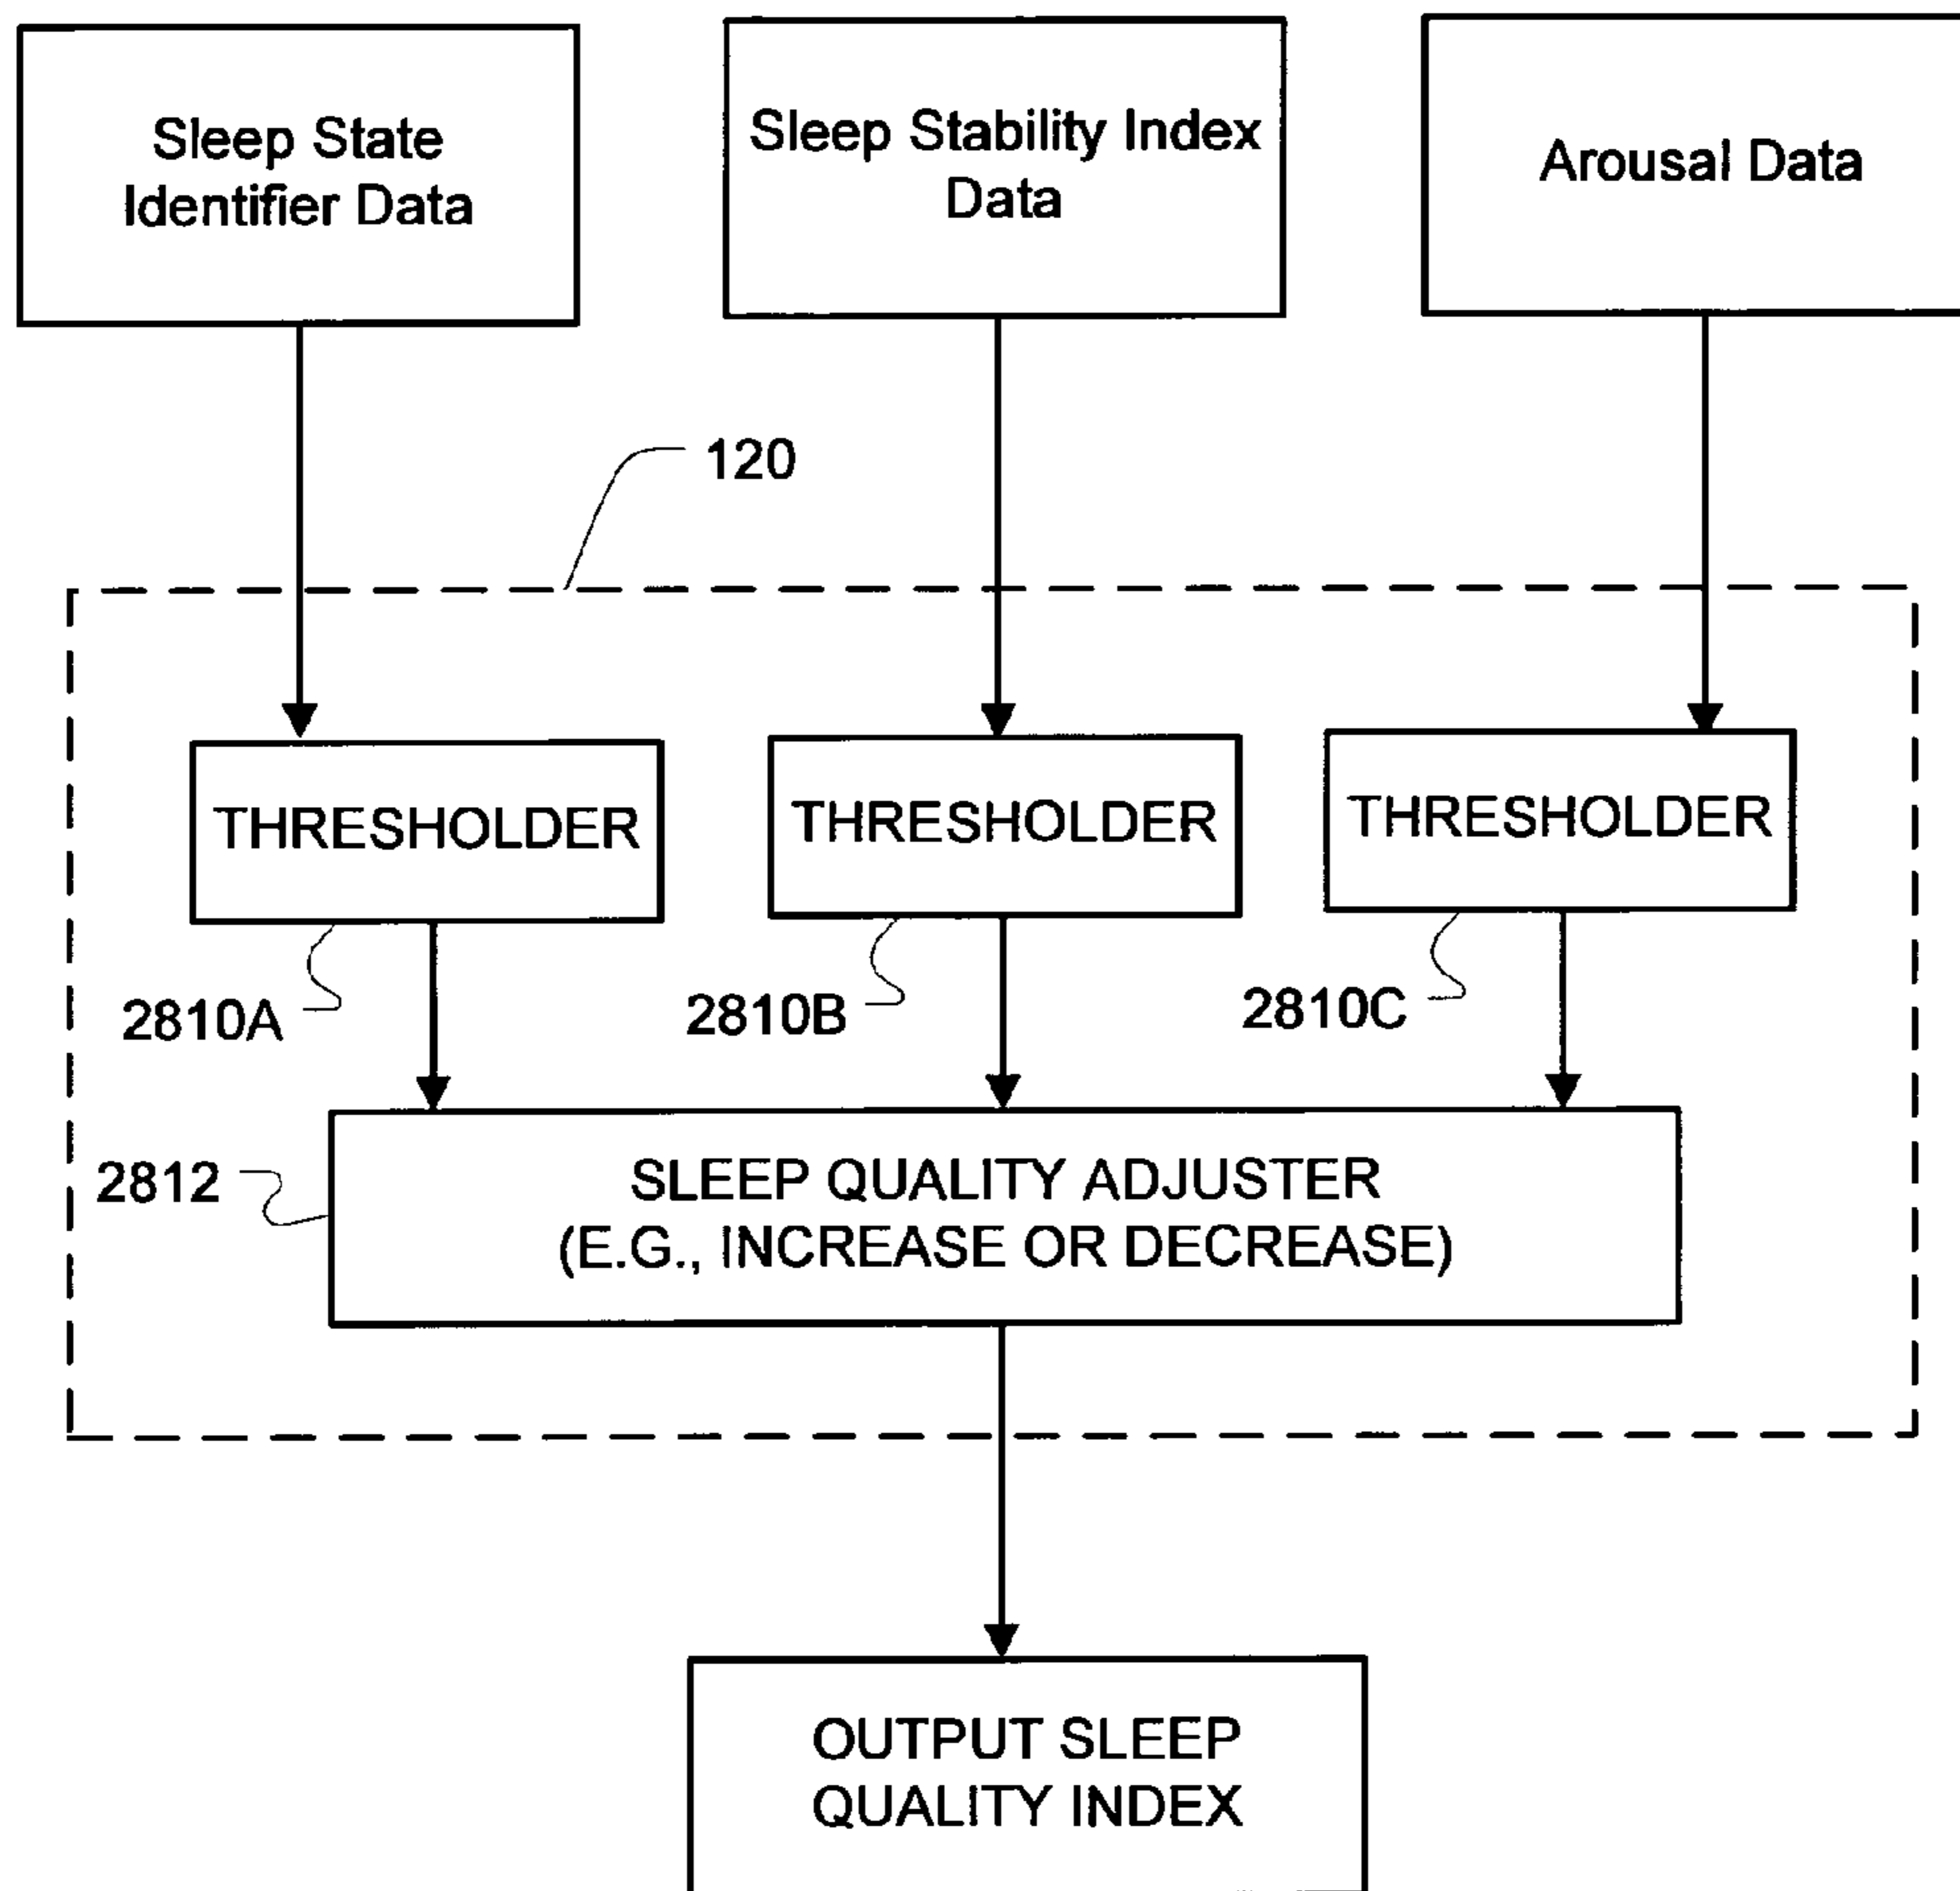 Sleep State
Identifier Data
Sleep Stability Index
Data
Arousal Data
120
THRESHOLDER
THRESHOLDER
THRESHOLDER
2810A
2810B
2810C
2812
SLEEP QUALITY ADJUSTER
(E.G., INCREASE OR DECREASE)
OUTPUT SLEEP
QUALITY INDEX